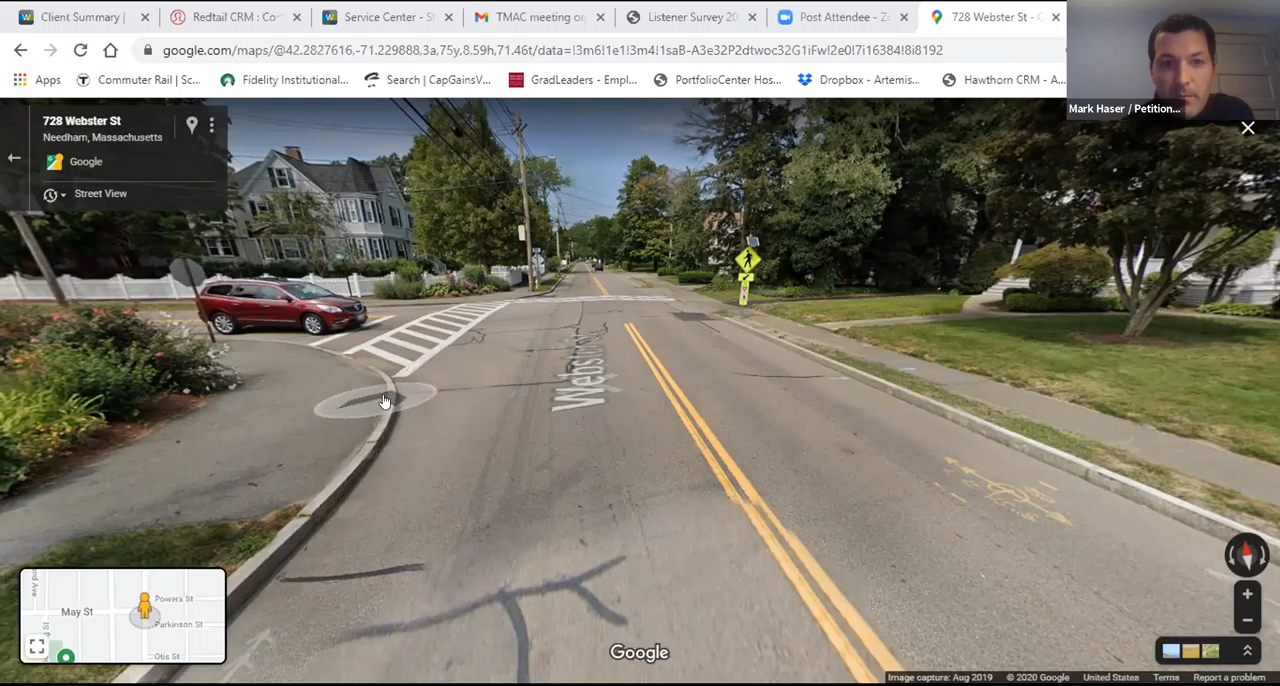 Client Summary |
Redtail CRM : Con
Service Center - S
TMAC meeting or
Listener Survey 20
Post Attendee - Zo
728 Webster St - G
google.com/maps/@42.2827616,-71.229888,3a,75y,8.59h,71.46t/data=!3m6!1e1!3m4!1saB-A3e32P2dtwoc32G1iFw!2e0!7i16384!8i8192
Apps
Commuter Rail | Sc...
Fidelity Institutional...
Search | CapGainsV...
GradLeaders - Empl...
PortfolioCenter Hos...
Dropbox - Artemis...
Hawthorn CRM - A...
Mark Haser / Petition...
728 Webster St
Needham, Massachusetts
Google
Street View
Webster St
May St
Powers St
Parkinson St
Otis St
Google
Image capture: Aug 2019
© 2020 Google
United States
Terms
Report a problem